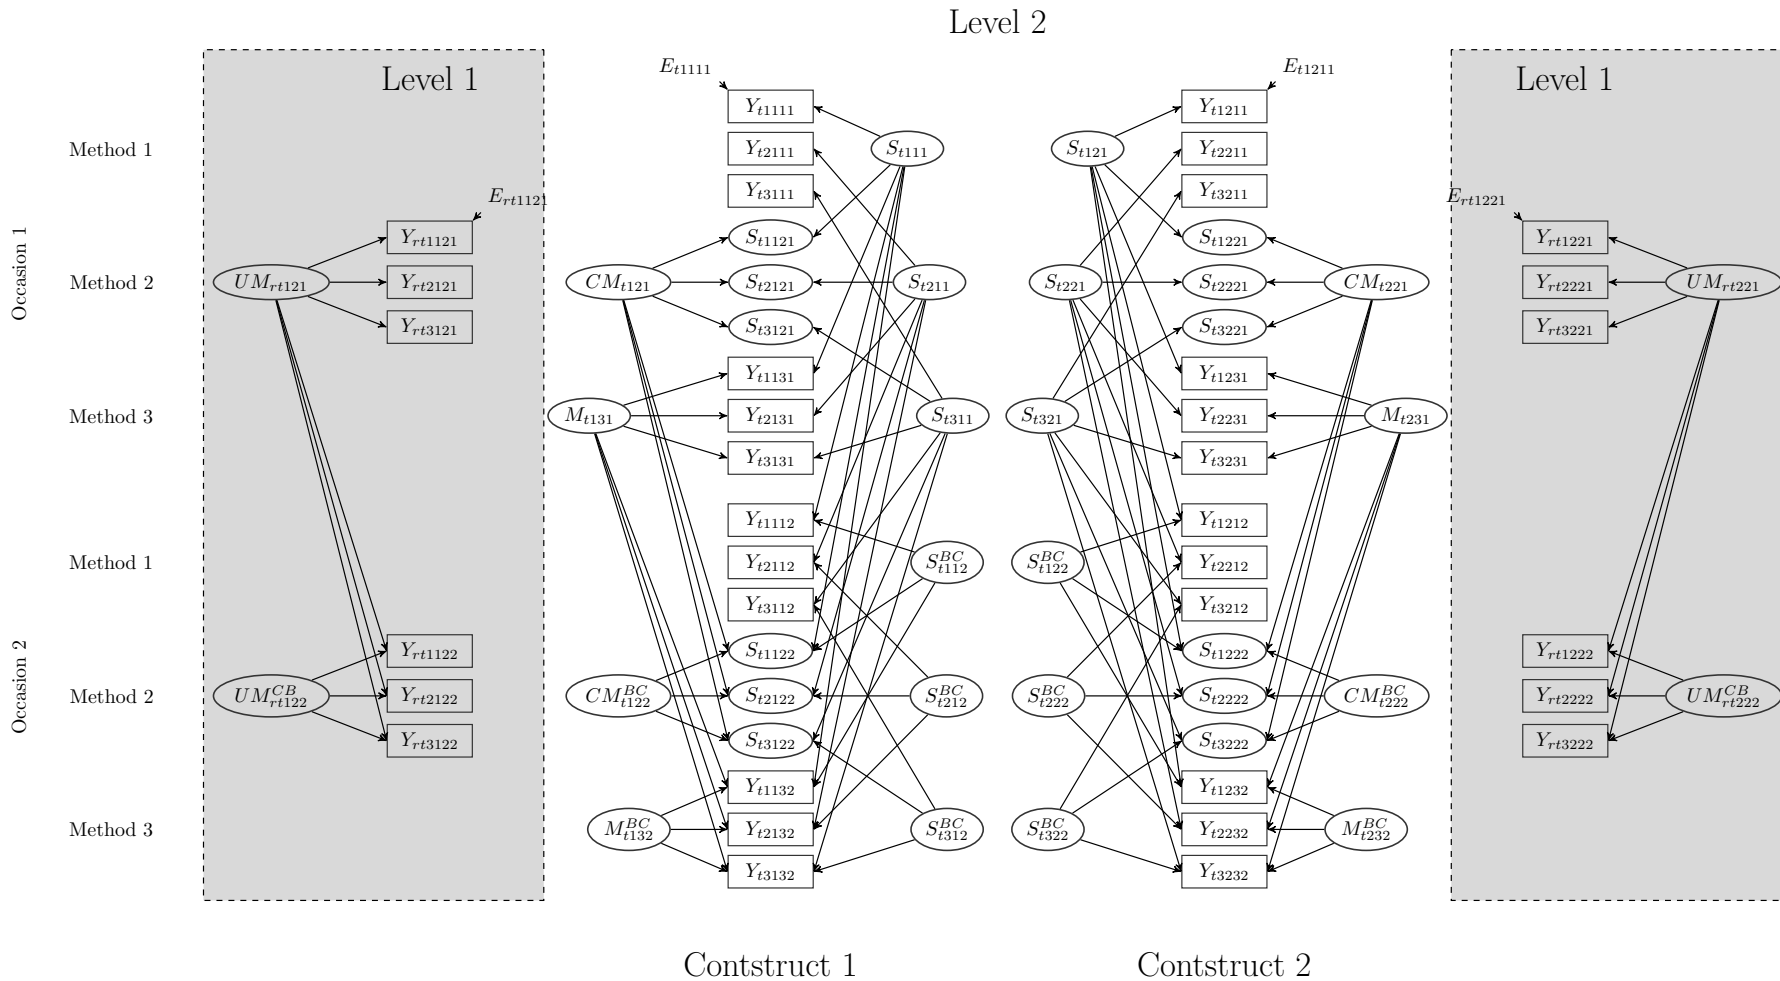 Level 2
Level 1
Level 1
E_{t1111}
E_{t1211}
Y_{t1111}
Y_{t1211}
Method 1
Y_{t2111}
S_{t111}
S_{t121}
Y_{t2211}
Y_{t3111}
Y_{t3211}
E_{rt1121}
E_{rt1221}
Occasion 1
Y_{rt1121}
S_{t1121}
S_{t1221}
Y_{rt1221}
Method 2
UM_{rt121}
Y_{rt2121}
CM_{t121}
S_{t2121}
S_{t211}
S_{t221}
S_{t2221}
CM_{t221}
Y_{rt2221}
UM_{rt221}
Y_{rt3121}
S_{t3121}
S_{t3221}
Y_{rt3221}
Y_{t1131}
Y_{t1231}
Method 3
M_{t131}
Y_{t2131}
S_{t311}
S_{t321}
Y_{t2231}
M_{t231}
Y_{t3131}
Y_{t3231}
Y_{t1112}
Y_{t1212}
Method 1
Y_{t2112}
S^{BC}_{t112}
S^{BC}_{t122}
Y_{t2212}
Y_{t3112}
Y_{t3212}
Occasion 2
Y_{rt1122}
S_{t1122}
S_{t1222}
Y_{rt1222}
Method 2
UM^{CB}_{rt122}
Y_{rt2122}
CM^{BC}_{t122}
S_{t2122}
S^{BC}_{t212}
S^{BC}_{t222}
S_{t2222}
CM^{BC}_{t222}
Y_{rt2222}
UM^{CB}_{rt222}
Y_{rt3122}
S_{t3122}
S_{t3222}
Y_{rt3222}
Y_{t1132}
Y_{t1232}
Method 3
M^{BC}_{t132}
Y_{t2132}
S^{BC}_{t312}
S^{BC}_{t322}
Y_{t2232}
M^{BC}_{t232}
Y_{t3132}
Y_{t3232}
Contstruct 1
Contstruct 2